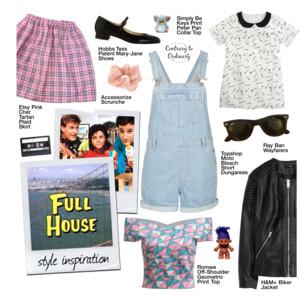 Simply Be
Keys Print
Peter Pan
Collar Top
Hobbs Tess
Patent Mary-Jane
Shoes
Contrary to
Ordinary
Accessorize
Scrunche
Etsy Pink
Cher
Tartan
Plaid
Skirt
Ray Ban
Wayfarers
Topshop
Moto
Bleach
Short
Dungarees
FULL
HOUSE
style inspiration
Romwe
Off-Shoulder
Geometric
Print Top
H&M+ Biker
Jacket